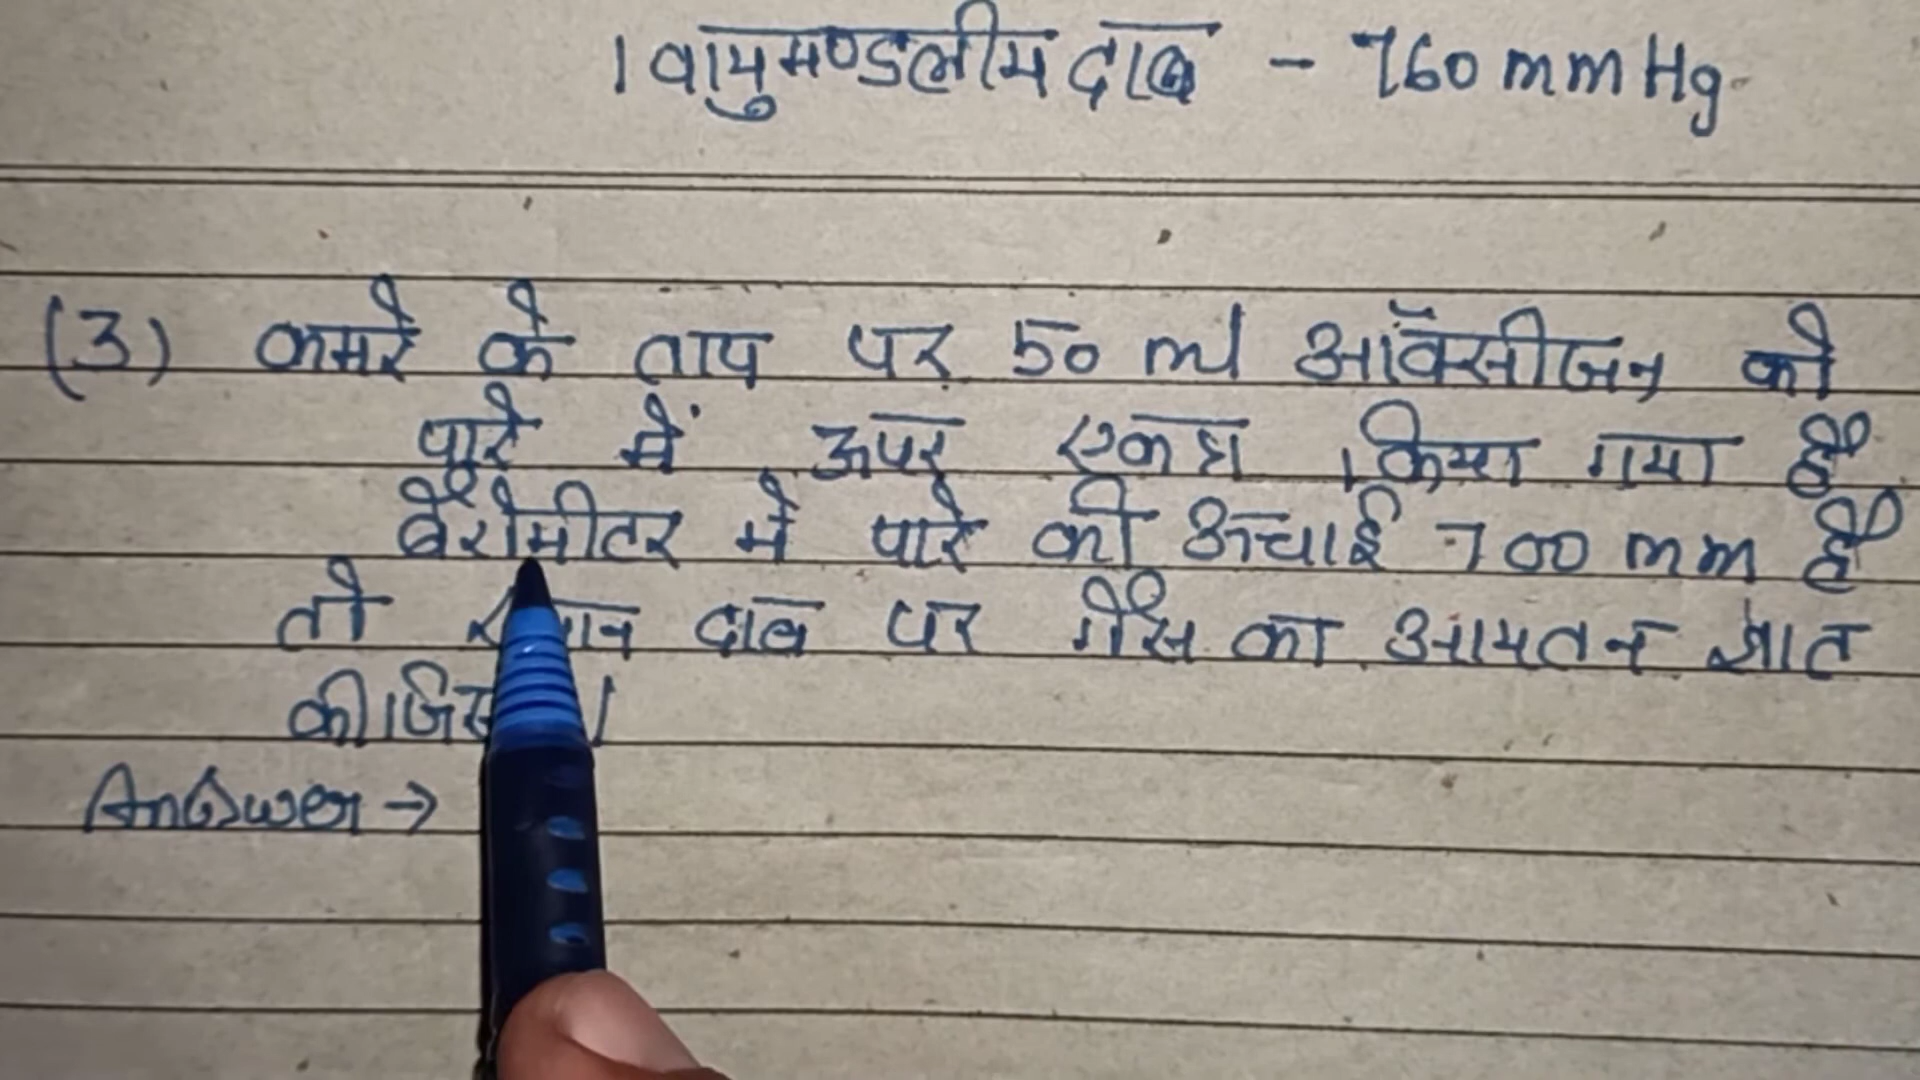 । वायुमण्डलीय दाब - 760 mm Hg
(3) कमरे के ताप पर 50 ml ऑक्सीजन को
पारे में ऊपर एकत्र किया गया है
बैरोमीटर में पारे की ऊचाई 700 mm है
तो दाब पर गैस का आयतन ज्ञात
।
Answer →